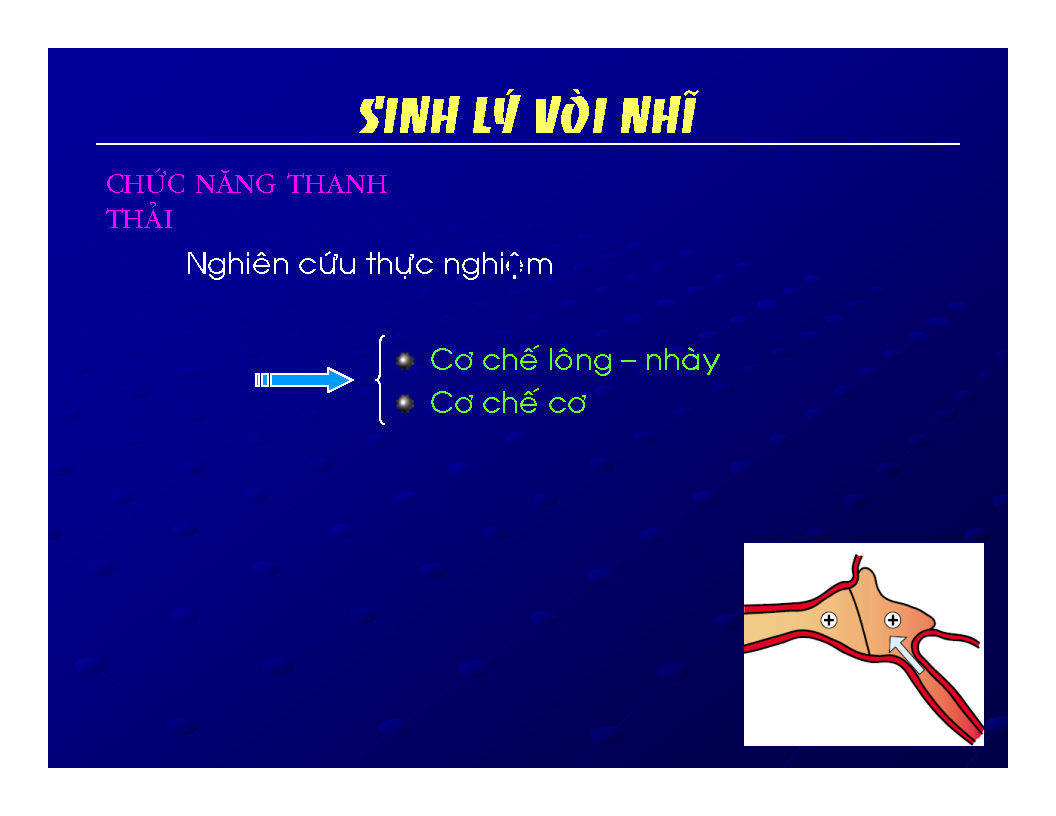 SINH LÝ VÒI NHĨ
CHỨC NĂNG THANH
THẢI
Nghiên cứu thực nghiệm
Cơ chế lông – nhày
Cơ chế cơ
+ +